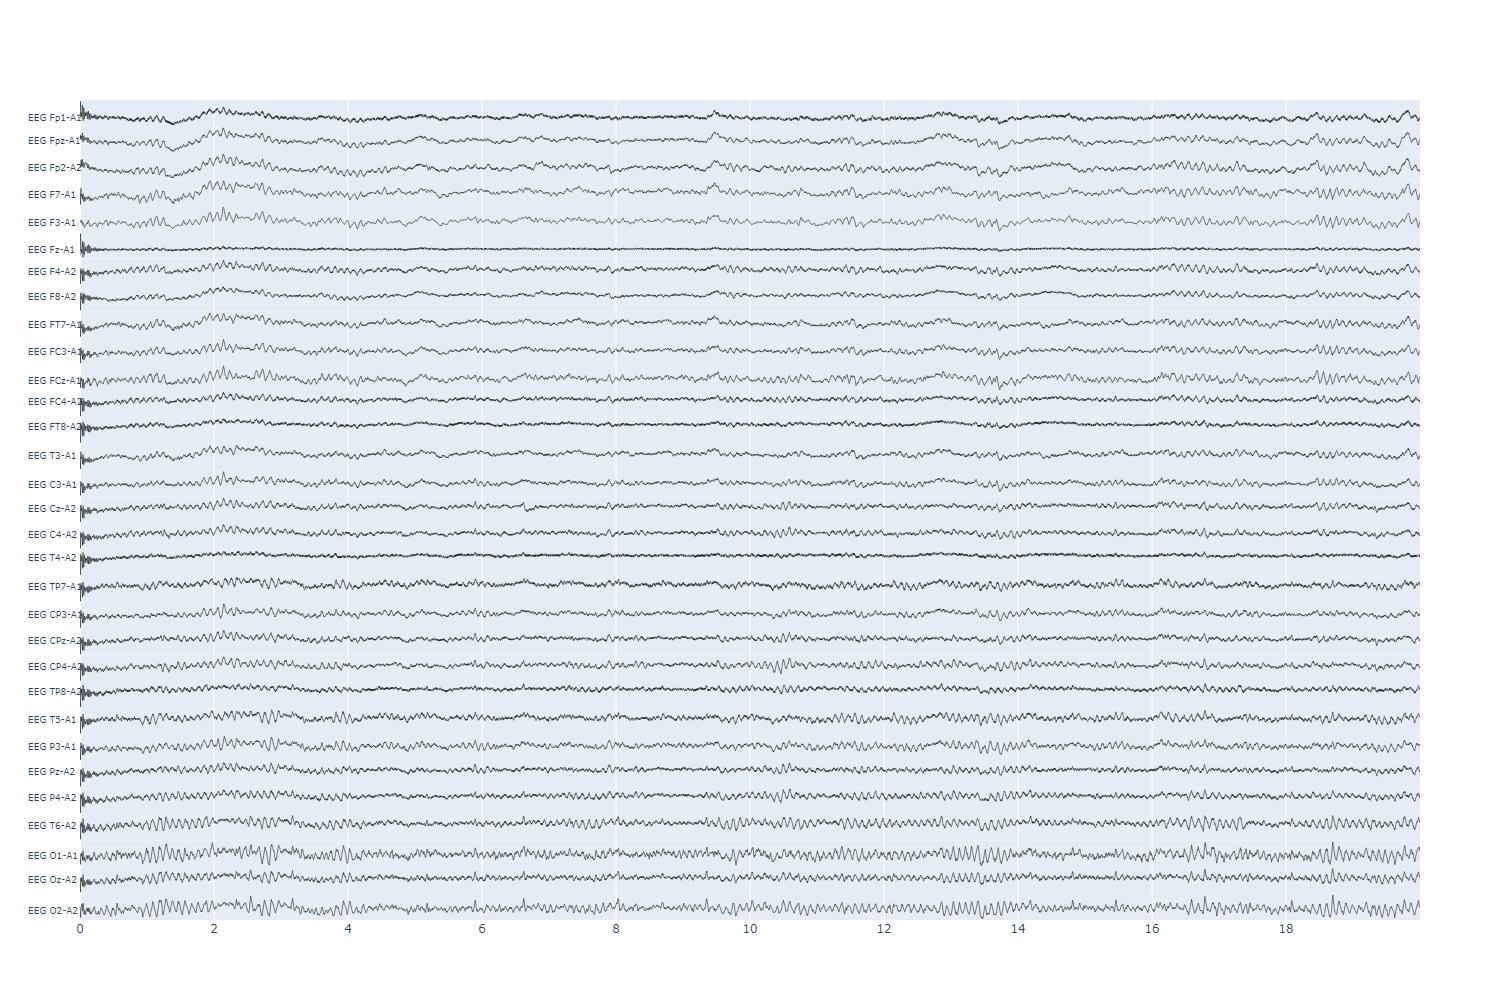 EEG Fp1-A1
EEG Fpz-A1
EEG Fp2-A2
EEG F7-A1
EEG F3-A1
EEG Fz-A1
EEG F4-A2
EEG F8-A2
EEG FT7-A1
EEG FC3-A1
EEG FCz-A1
EEG FC4-A2
EEG FT8-A2
EEG T3-A1
EEG C3-A1
EEG Cz-A2
EEG C4-A2
EEG T4-A2
EEG TP7-A1
EEG CP3-A1
EEG CPz-A2
EEG CP4-A2
EEG TP8-A2
EEG T5-A1
EEG P3-A1
EEG Pz-A2
EEG P4-A2
EEG T6-A2
EEG O1-A1
EEG Oz-A2
EEG O2-A2
0 2 4 6 8 10 12 14 16 18